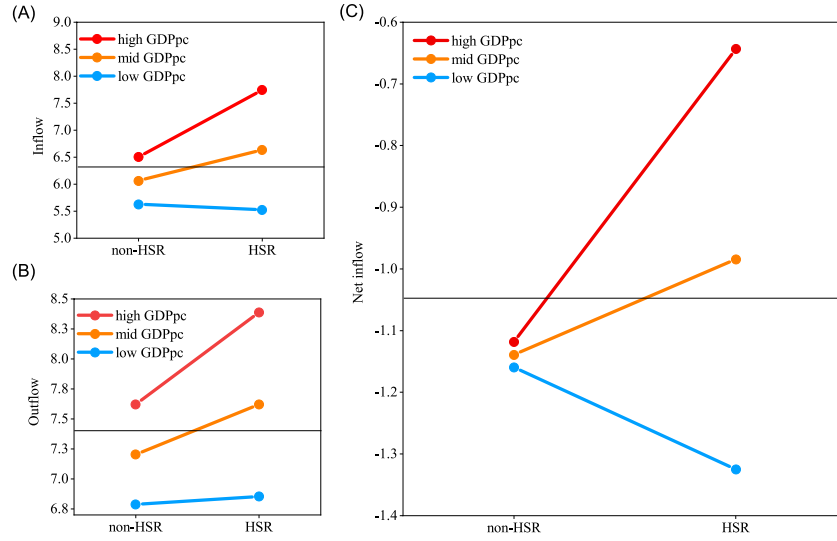 (A)
9.0
8.5
8.0
7.5
7.0
6.5
6.0
5.5
5.0
Inflow
high GDPpc
mid GDPpc
low GDPpc
non-HSR
HSR
(B)
8.5
8.3
8.0
7.8
7.5
7.3
7.0
6.8
Outflow
high GDPpc
mid GDPpc
low GDPpc
non-HSR
HSR
(C)
-0.6
-0.7
-0.8
-0.9
-1.0
-1.1
-1.2
-1.3
-1.4
Net inflow
high GDPpc
mid GDPpc
low GDPpc
non-HSR
HSR